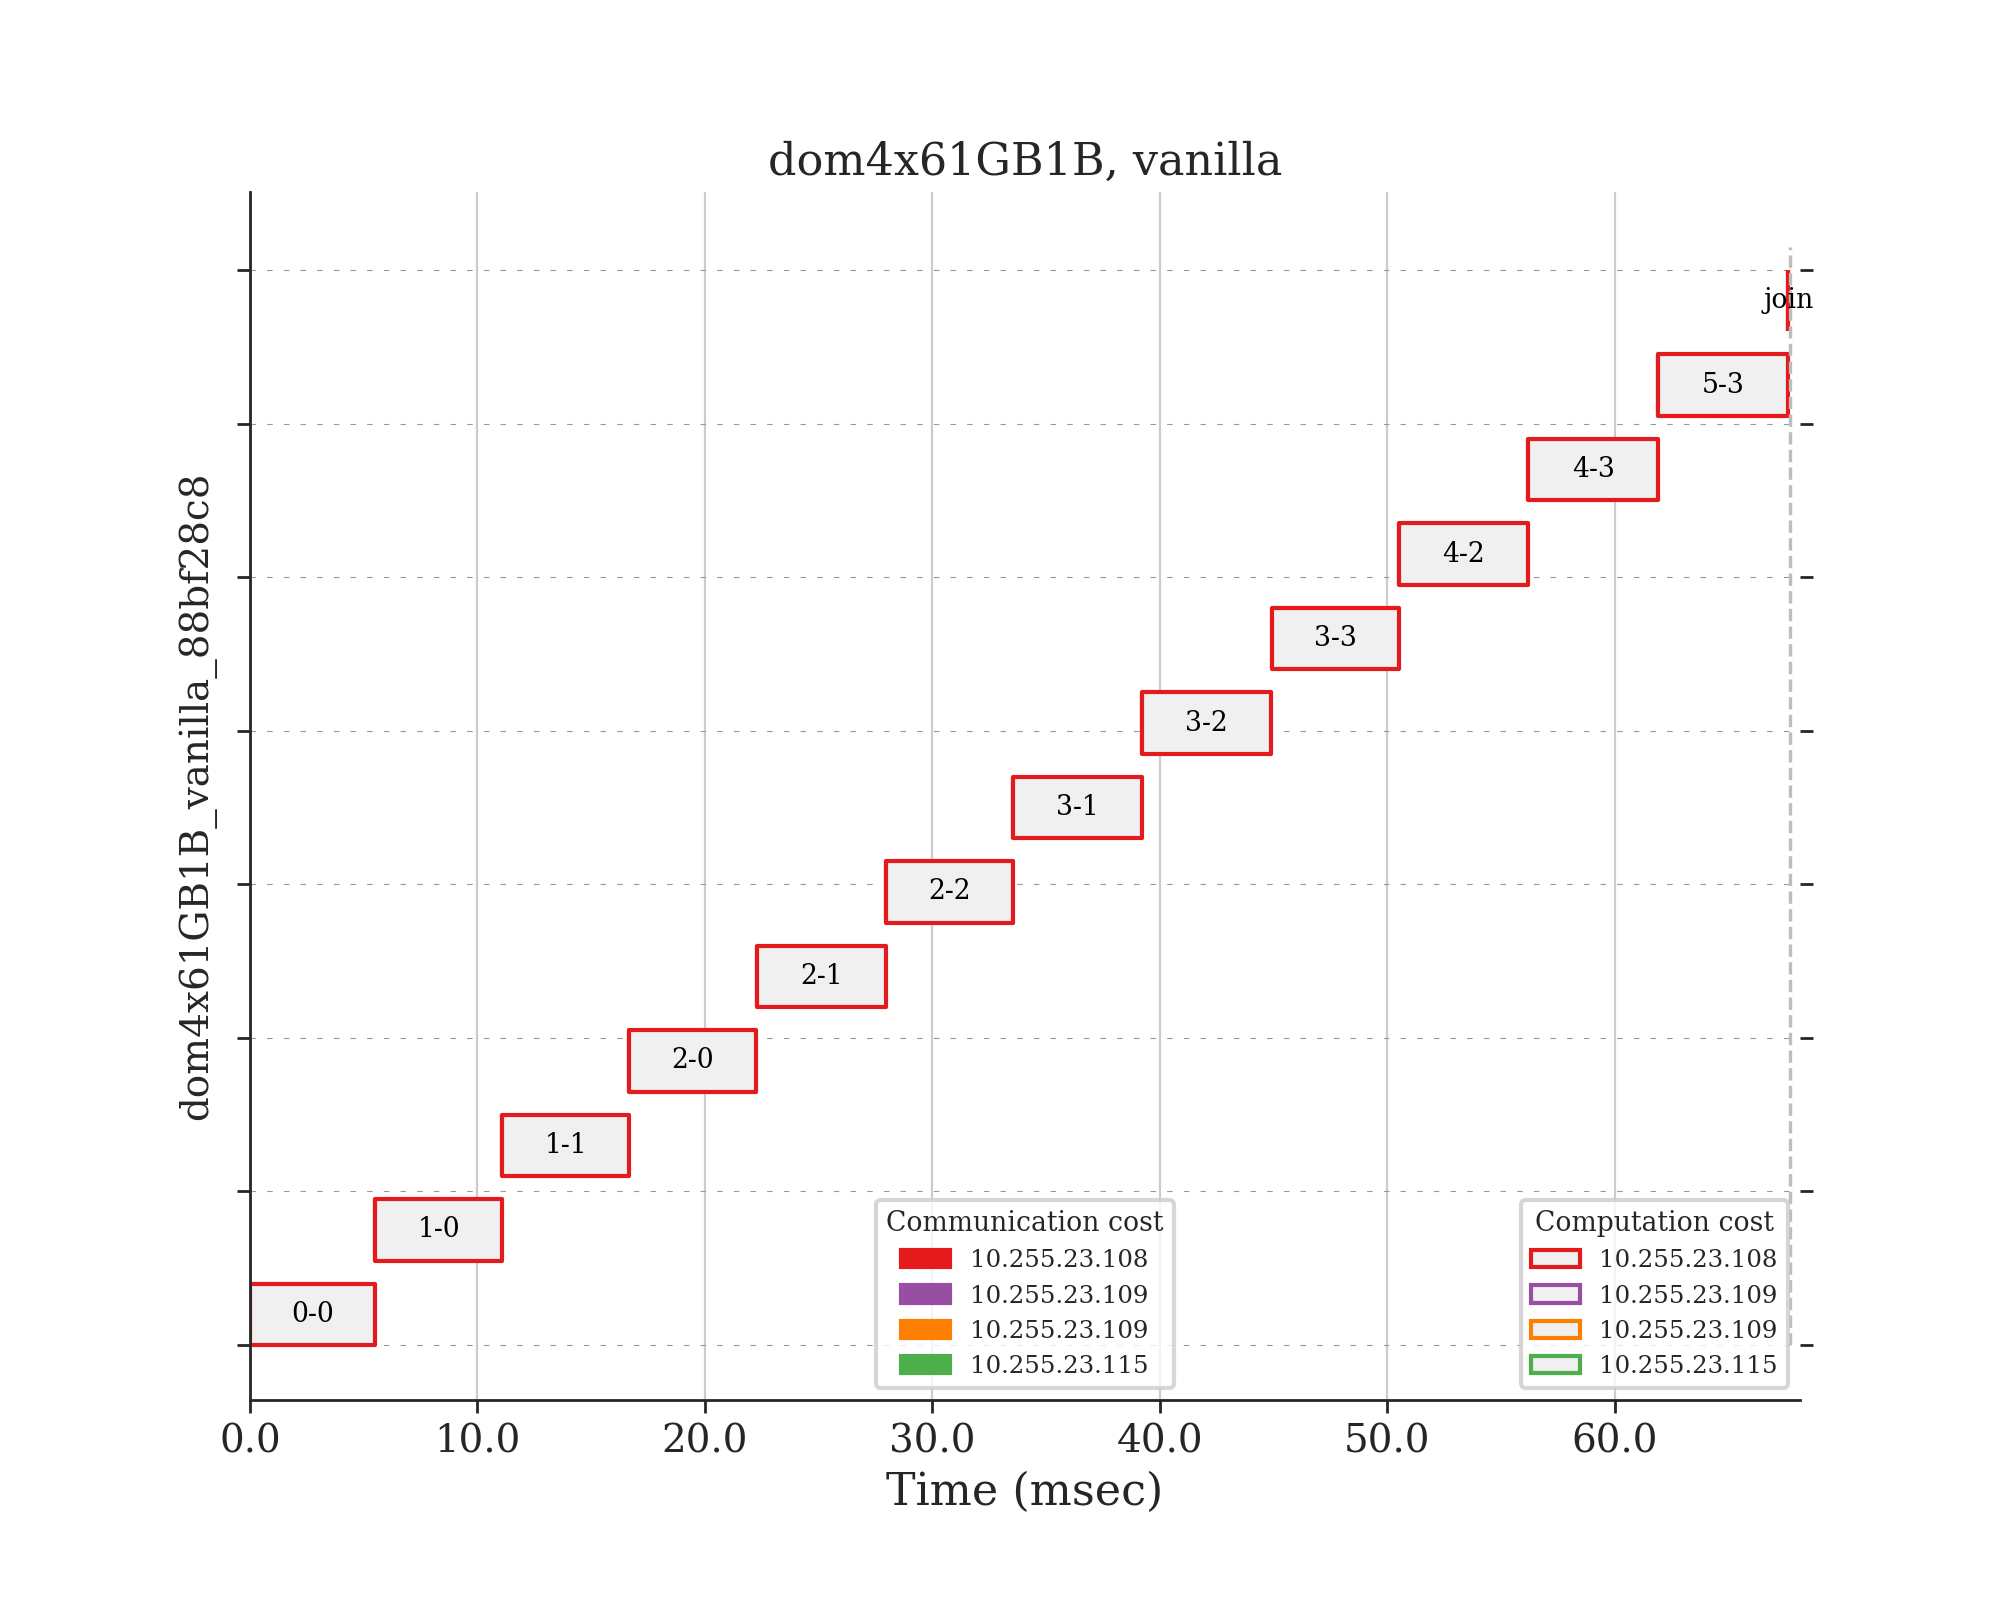 dom4x61GB1B, vanilla
dom4x61GB1B_vanilla_88bf28c8
join
5-3
4-3
4-2
3-3
3-2
3-1
2-2
2-1
2-0
1-1
1-0
0-0
Communication cost
10.255.23.108
10.255.23.109
10.255.23.109
10.255.23.115
Computation cost
10.255.23.108
10.255.23.109
10.255.23.109
10.255.23.115
0.0 10.0 20.0 30.0 40.0 50.0 60.0
Time (msec)